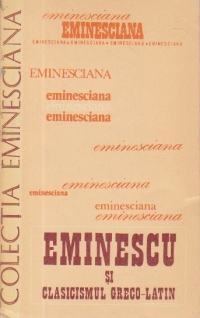 COLECTIA EMINESCIANA
eminesciana
EMINESCIANA
EMINESCIANA • EMINESCIANA • EMINESCIANA • EMINESCIANA
EMINESCIANA
eminesciana
eminesciana
eminesciana
eminesciana
eminesciana
eminesciana
eminesciana
EMINESCU
ȘI
CLASICISMUL GRECO-LATIN